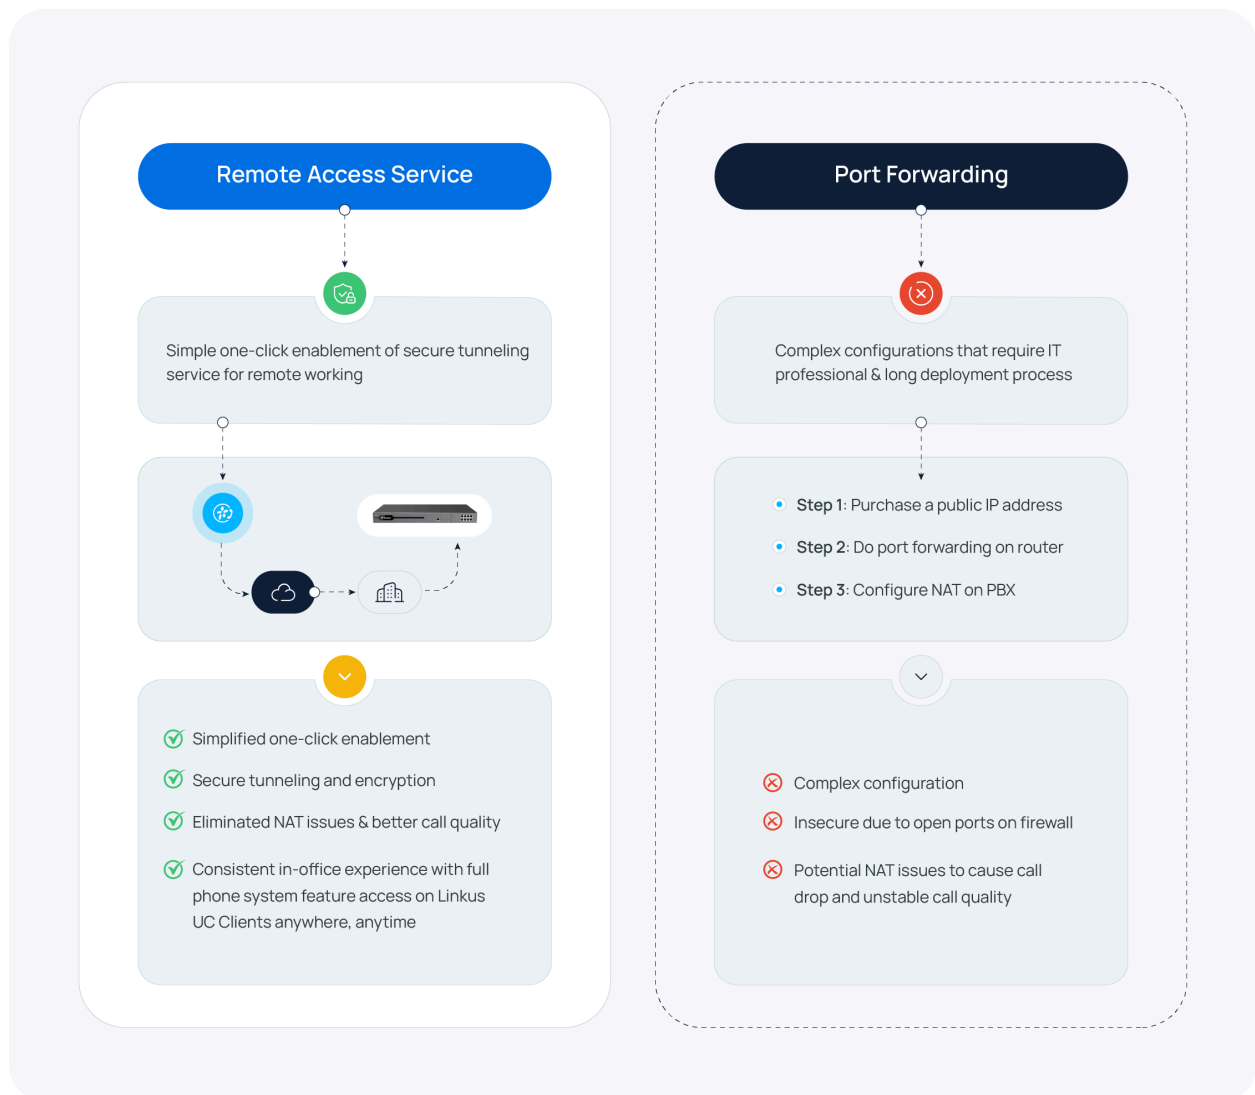 Remote Access Service
Simple one-click enablement of secure tunneling
service for remote working
Simplified one-click enablement
Secure tunneling and encryption
Eliminated NAT issues & better call quality
Consistent in-office experience with full
phone system feature access on Linkus
UC Clients anywhere, anytime
Port Forwarding
Complex configurations that require IT
professional & long deployment process
Step 1: Purchase a public IP address
Step 2: Do port forwarding on router
Step 3: Configure NAT on PBX
Complex configuration
Insecure due to open ports on firewall
Potential NAT issues to cause call
drop and unstable call quality